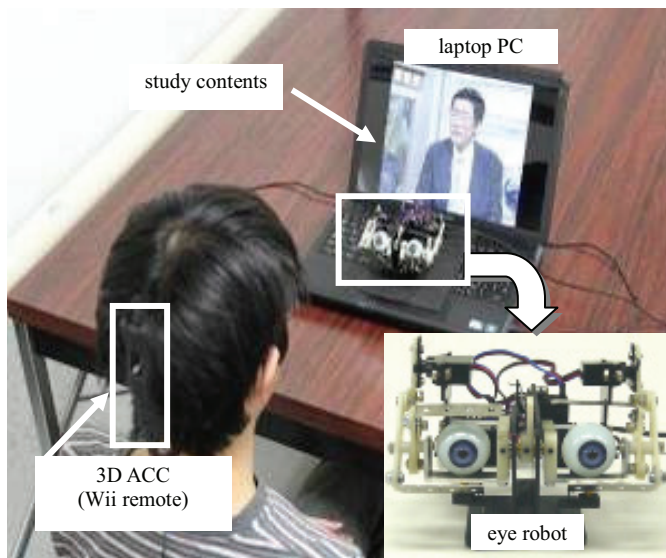 laptop PC
study contents
3D ACC
(Wii remote)
eye robot